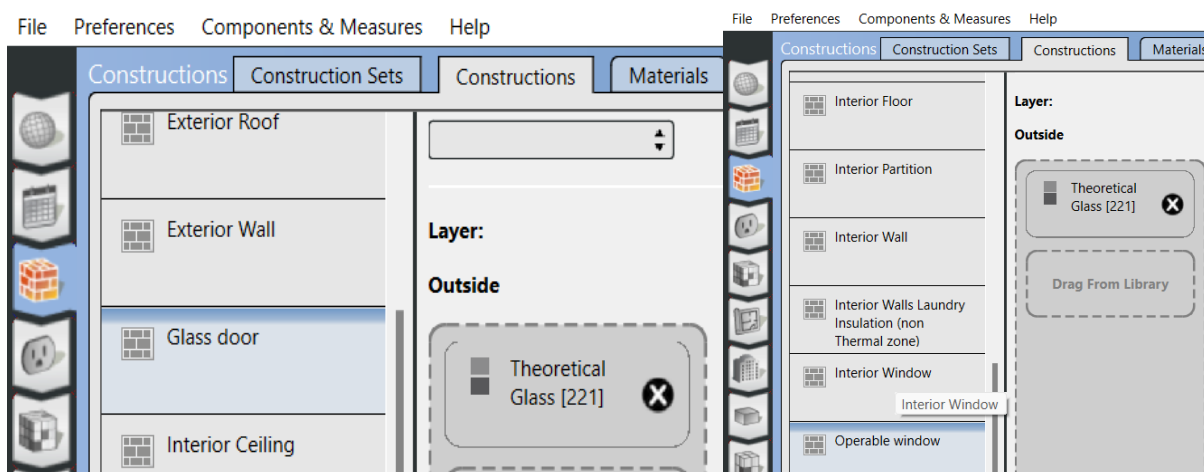 File Preferences Components & Measures Help
Constructions Construction Sets Constructions Materials
Exterior Roof
Exterior Wall
Glass door
Interior Ceiling
Layer:
Outside
Theoretical
Glass [221]
File Preferences Components & Measures Help
Constructions Construction Sets Constructions Materials
Interior Floor
Interior Partition
Interior Wall
Interior Walls Laundry
Insulation (non
Thermal zone)
Interior Window
Interior Window
Operable window
Layer:
Outside
Theoretical
Glass [221]
Drag From Library